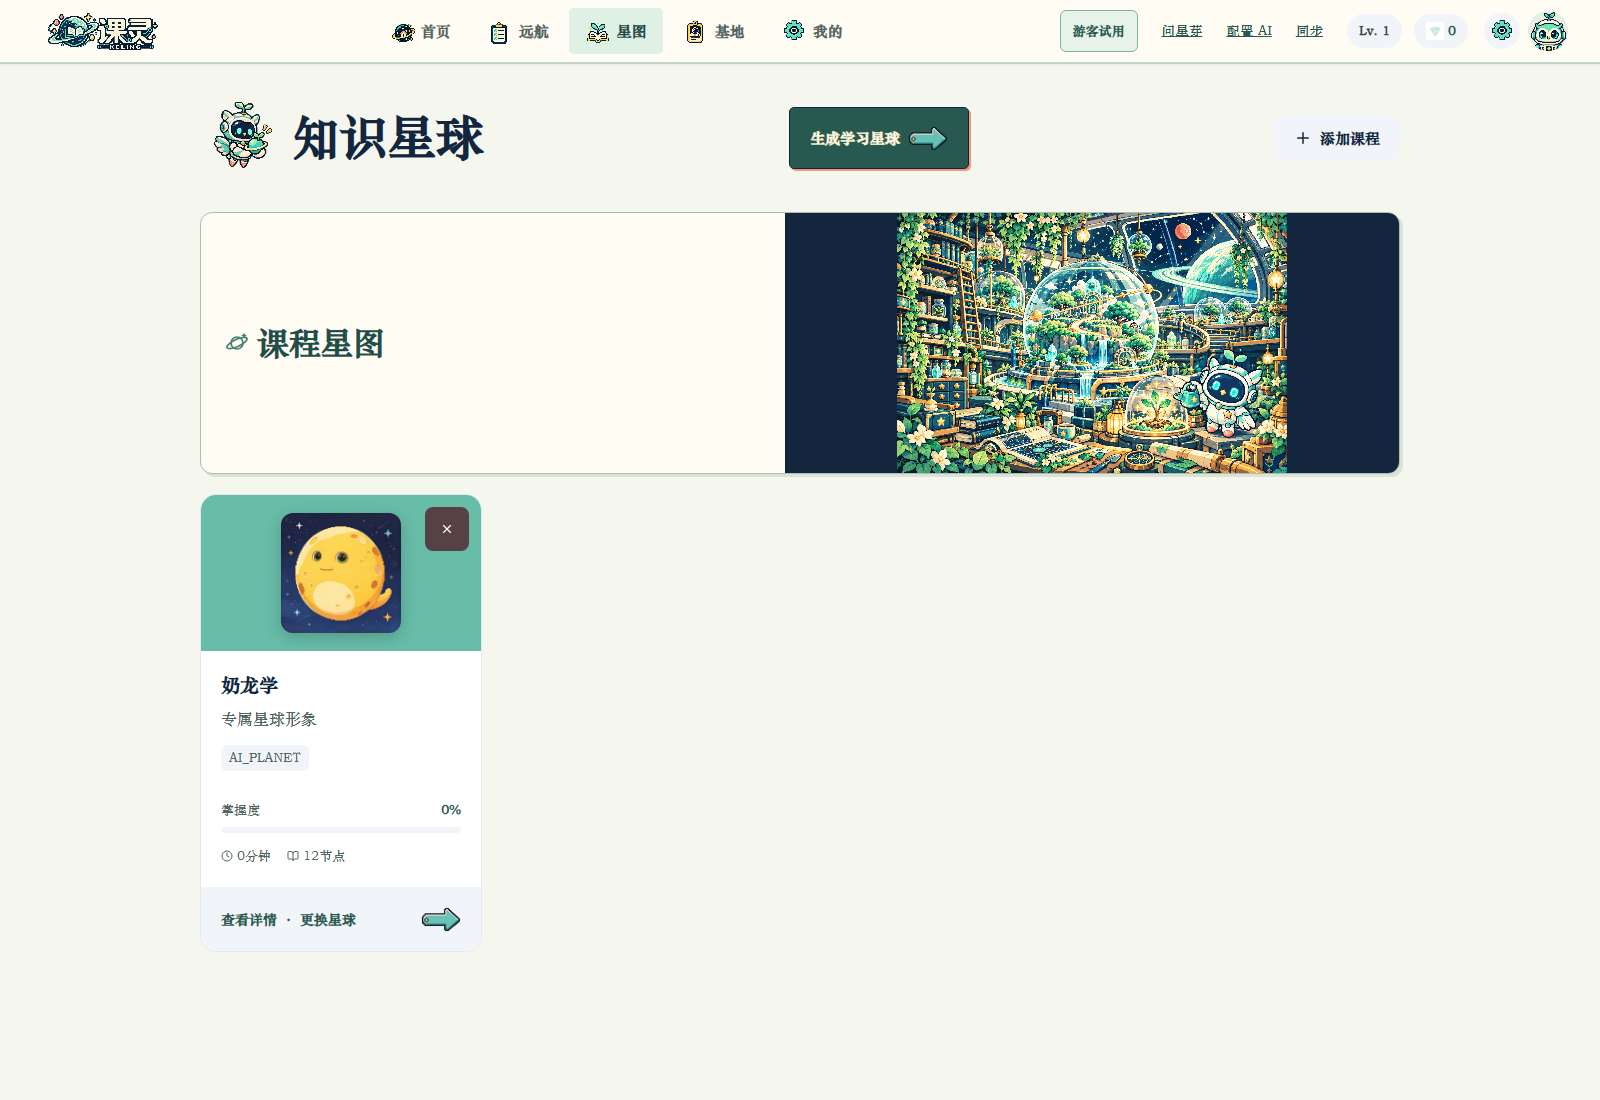 课灵
KELING
首页
远航
星图
基地
我的
游客试用
问星芽
配置 AI
同步
Lv. 1
0
知识星球
生成学习星球
添加课程
课程星图
奶龙学
专属星球形象
AI_PLANET
掌握度
0%
0分钟
12节点
查看详情 · 更换星球